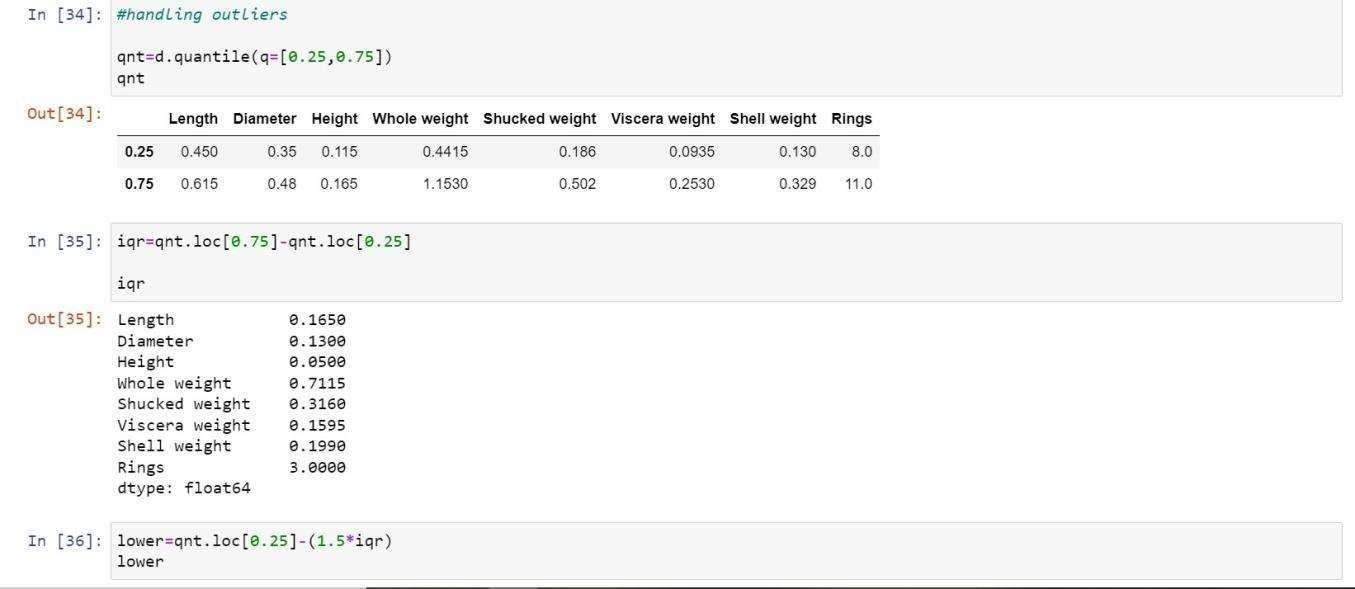 In [34]: #handling outliers
qnt=d.quantile(q=[0.25,0.75])
qnt
Out[34]:
Length Diameter Height Whole weight Shucked weight Viscera weight Shell weight Rings
0.25 0.450 0.35 0.115 0.4415 0.186 0.0935 0.130 8.0
0.75 0.615 0.48 0.165 1.1530 0.502 0.2530 0.329 11.0
In [35]: iqr=qnt.loc[0.75]-qnt.loc[0.25]
iqr
Out[35]: Length 0.1650
Diameter 0.1300
Height 0.0500
Whole weight 0.7115
Shucked weight 0.3160
Viscera weight 0.1595
Shell weight 0.1990
Rings 3.0000
dtype: float64
In [36]: lower=qnt.loc[0.25]-(1.5*iqr)
lower